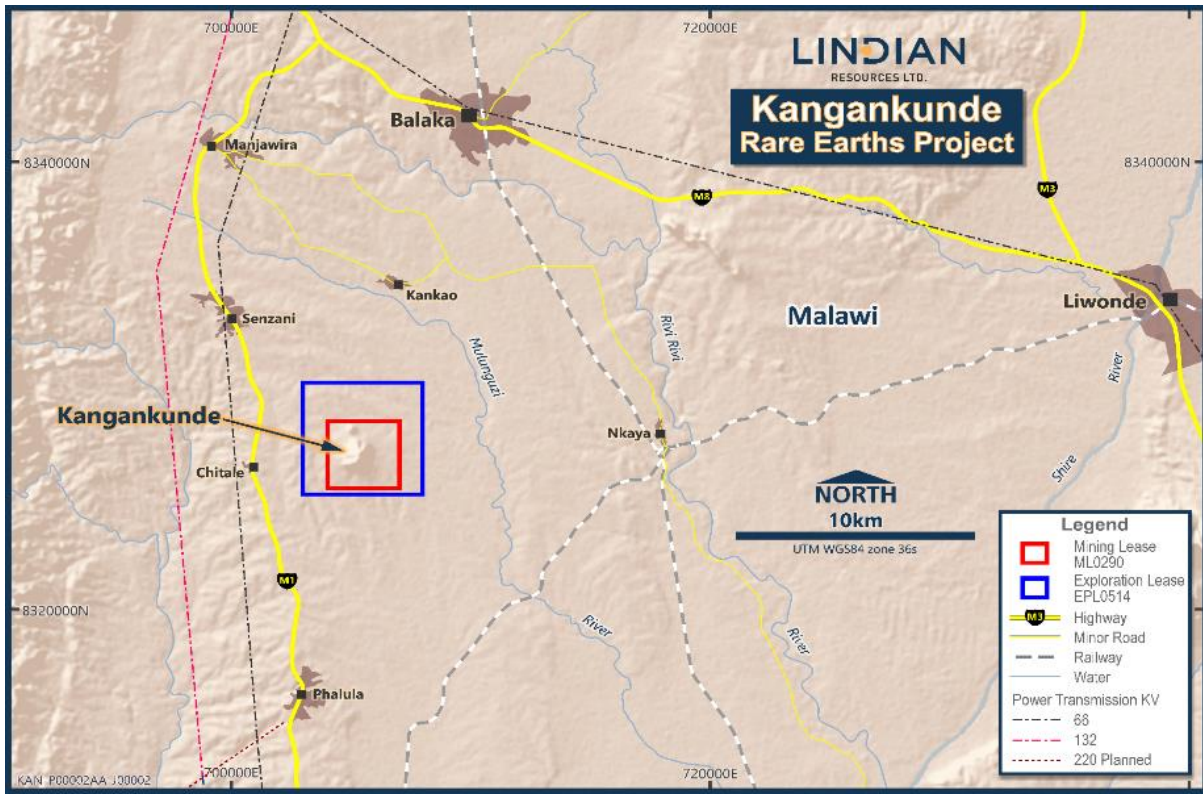 700000E
720000E
LINDIAN
RESOURCES LTD.
Kangankunde
Rare Earths Project
Balaka
Manjawira
8340000N
8340000N
M8
M3
Kankao
Liwonde
Senzani
Malawi
Rivi Rivi
Mulunguzi
River
Kangankunde
Nkaya
Chitale
Shire
NORTH
10km
UTM WGS84 zone 36s
M1
8320000N
River
River
Phalula
Legend
Mining Lease
ML0290
Exploration Lease
EPL0514
M3 Highway
Minor Road
Railway
Water
Power Transmission KV
66
132
220 Planned
700000E
720000E